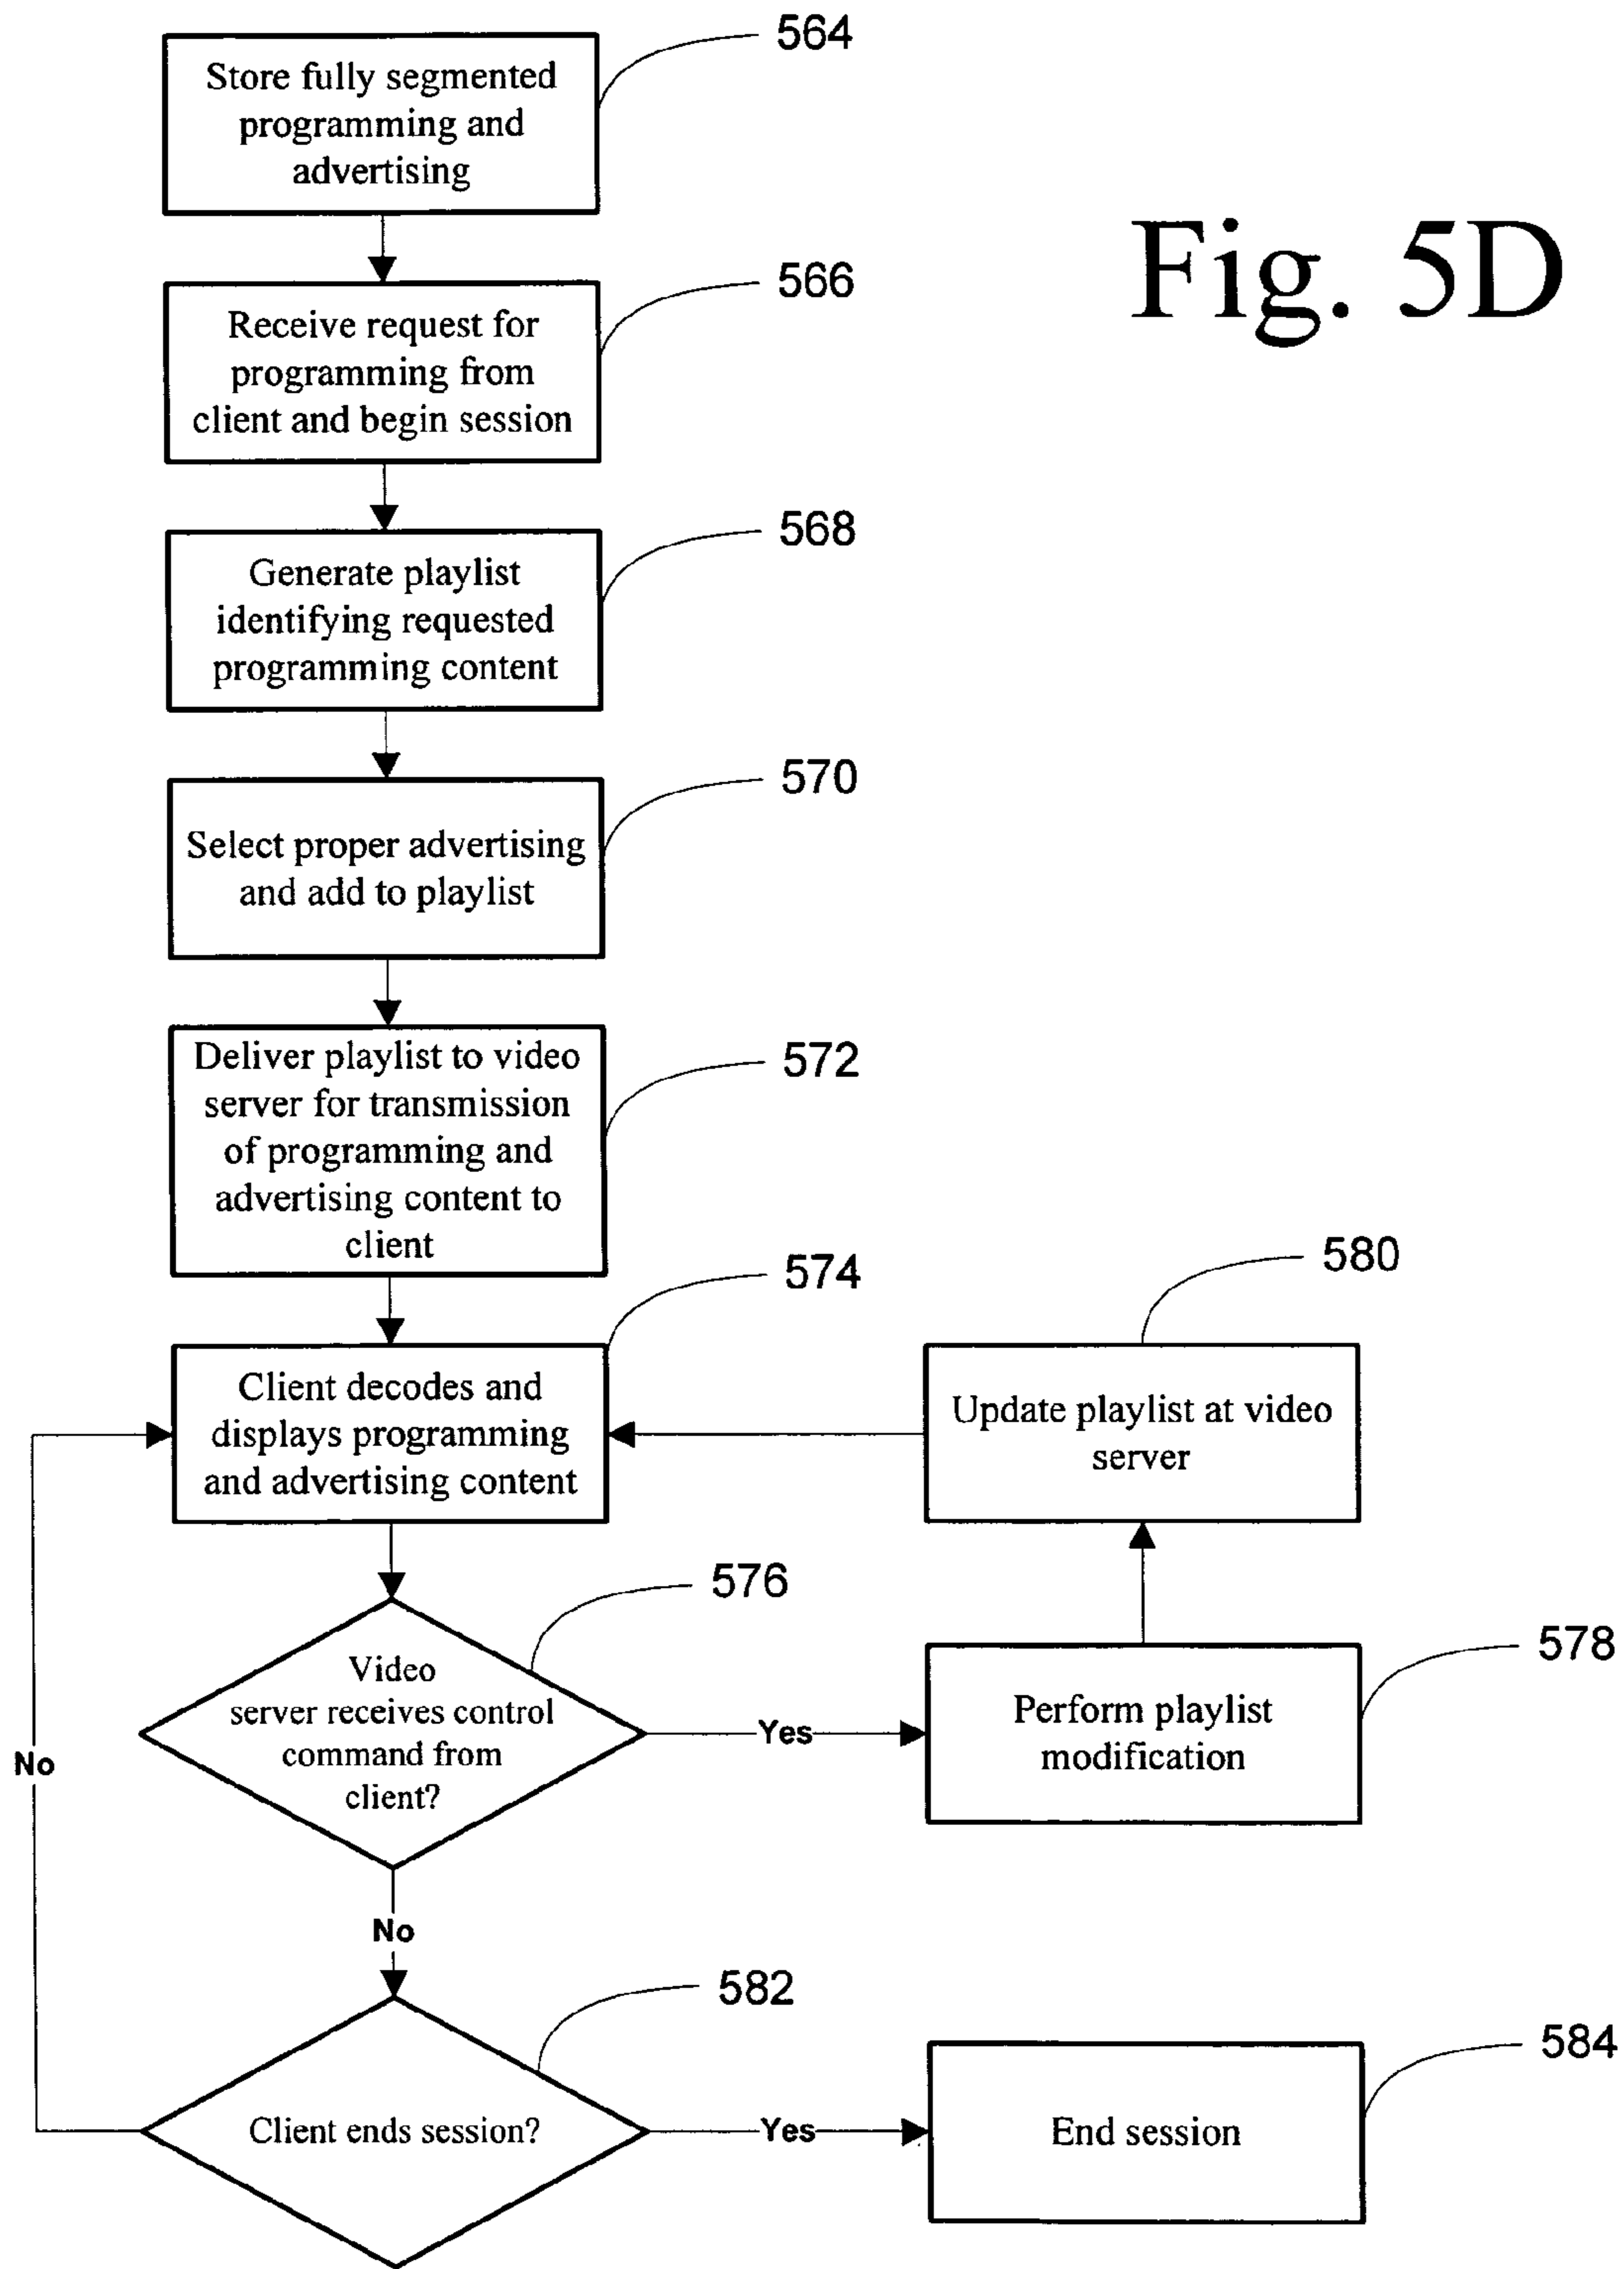 564
Store fully segmented
programming and
advertising
Fig. 5D
566
Receive request for
programming from
client and begin session
568
Generate playlist
identifying requested
programming content
570
Select proper advertising
and add to playlist
572
Deliver playlist to video
server for transmission
of programming and
advertising content to
client
574
Client decodes and
displays programming
and advertising content
580
Update playlist at video
server
576
Video
server receives control
command from
client?
Yes
578
Perform playlist
modification
No
No
582
Client ends session?
Yes
584
End session